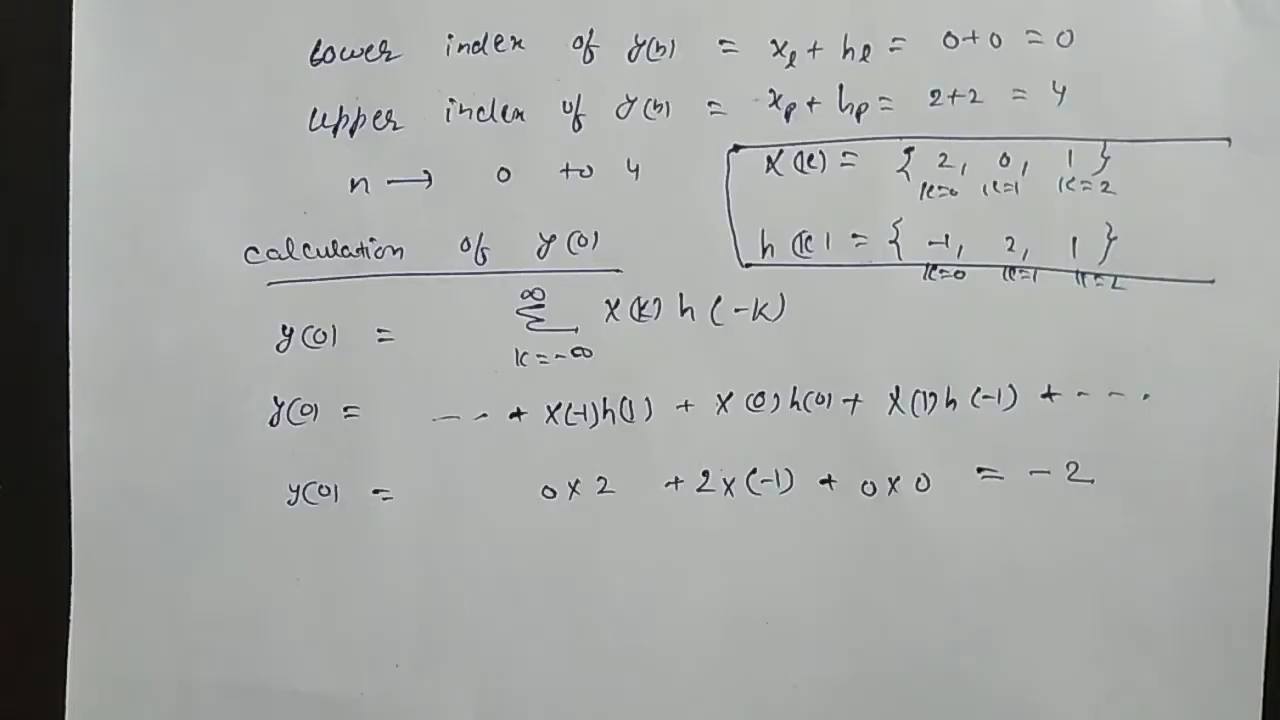 Lower index of y(n) = xl + hl = 0+0 = 0
upper index of y(n) = xp + hp = 2+2 = 4
n → 0 to 4
x(k) = { 2, 0, 1 }
k=0 k=1 k=2
h(k) = { -1, 2, 1 }
k=0 k=1 k=2
calculation of y(0)
y(0) = ∞ Σ k=-∞ x(k) h(-k)
y(0) = ---- + x(-1)h(1) + x(0)h(0) + x(1)h(-1) + ----
y(0) = 0×2 + 2×(-1) + 0×0 = -2